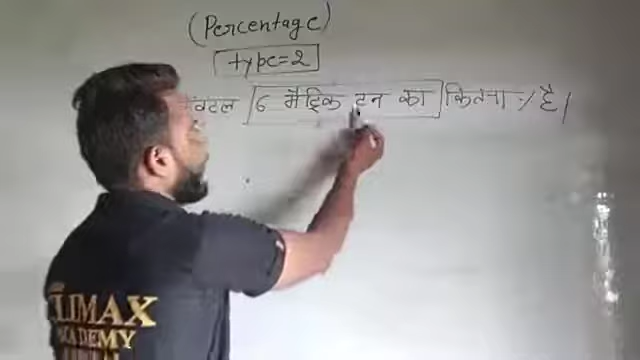 (Percentage)
type=2
6 मैट्रिक टन का कितना % है।
CLIMAX
ACADEMY